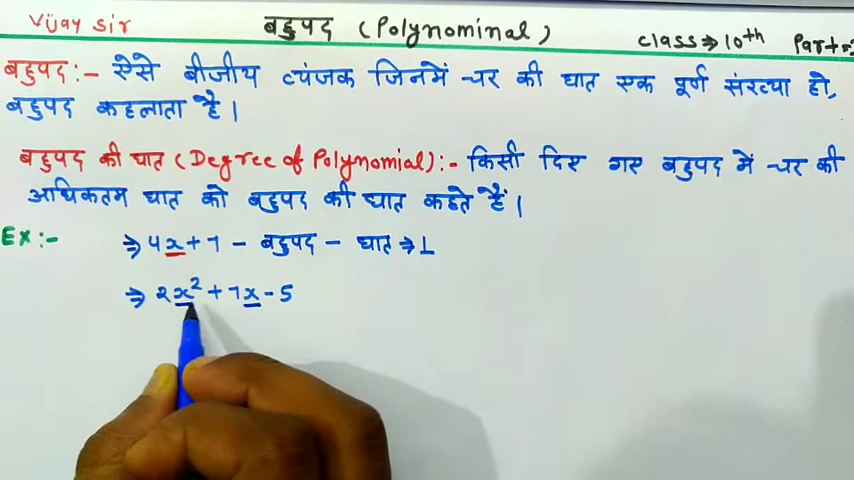 Vijay Sir
बहुपद (Polynominal)
class⇒10th Part=2
बहुपद :- ऐसे बीजीय व्यंजक जिनमें चर की घात एक पूर्ण संख्या हो,
बहुपद कहलाता है।
बहुपद की घात (Degree of Polynomial) :- किसी दिए गए बहुपद में चर की
अधिकतम घात को बहुपद की घात कहते हैं।
Ex:- ⇒ 4x+7 - बहुपद - घात ⇒ 1
⇒ 2x²+7x-5